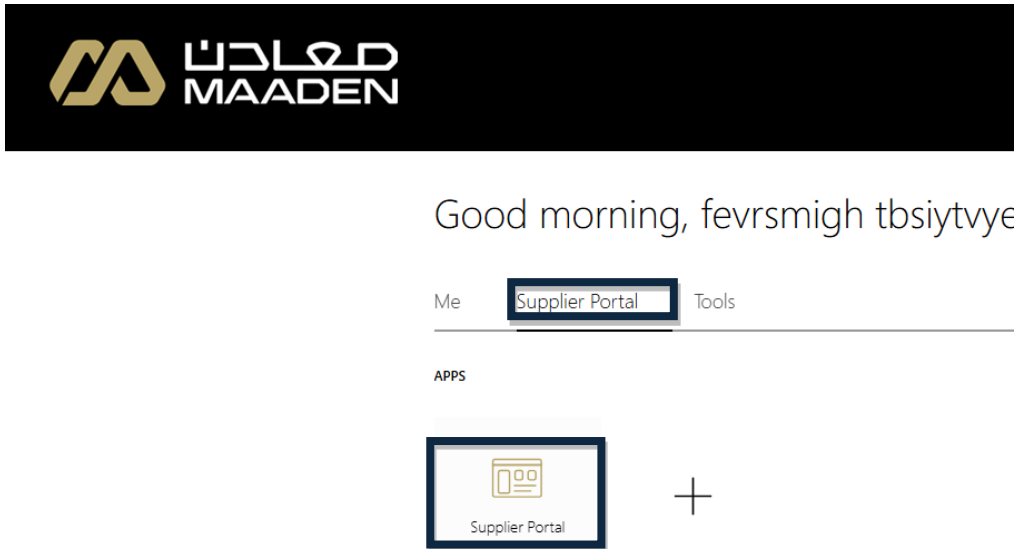 معادن
MAADEN
Good morning, fevrsmigh tbsiytvye
Me Supplier Portal Tools
APPS
Supplier Portal